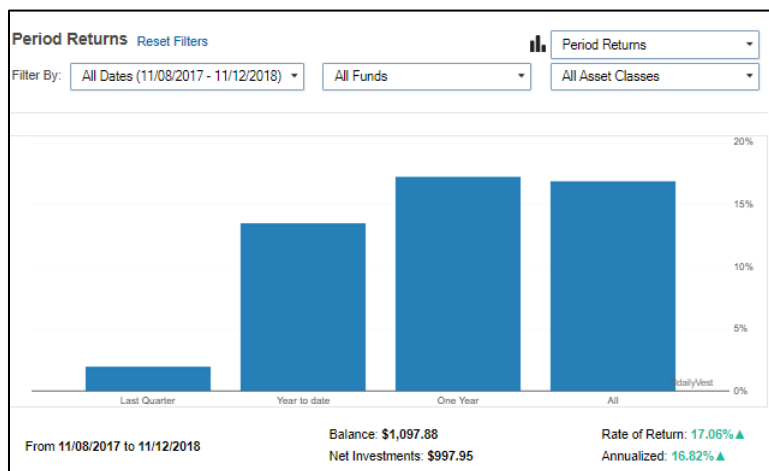 Period Returns Reset Filters
Period Returns
Filter By: All Dates (11/08/2017 - 11/12/2018) All Funds All Asset Classes
20%
15%
10%
5%
dailyVest
0%
Last Quarter Year to date One Year All
Balance: $1,097.88 Rate of Return: 17.06%▲
From 11/08/2017 to 11/12/2018
Net Investments: $997.95 Annualized: 16.82%▲